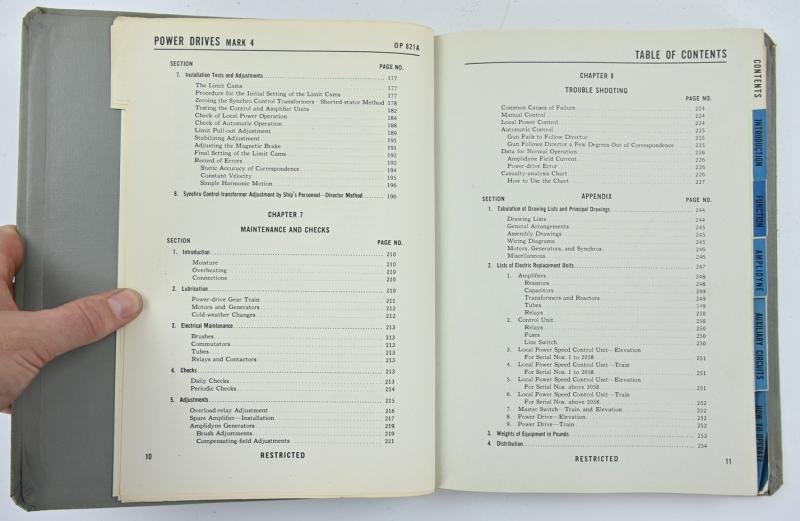 POWER DRIVES MARK 4 OP 821A
SECTION PAGE NO.
7. Installation Tests and Adjustments 177
The Limit Cams 177
Procedure for the Initial Setting of the Limit Cams 177
Zeroing the Synchro Control Transformers—Shorted-stator Method 178
Testing the Control and Amplifier Units 182
Check of Local Power Operation 184
Check of Automatic Operation 188
Limit Pull-out Adjustment 189
Stabilizing Adjustment 191
Adjusting the Magnetic Brake 191
Final Setting of the Limit Cams 192
Record of Errors 192
Static Accuracy of Correspondence 194
Constant Velocity 195
Simple Harmonic Motion 196
8. Synchro Control-transformer Adjustment by Ship's Personnel—Director Method 196
CHAPTER 7
MAINTENANCE AND CHECKS
SECTION PAGE NO.
1. Introduction 210
Moisture 210
Overheating 210
Connections 210
2. Lubrication 210
Power-drive Gear Train 211
Motors and Generators 212
Cold-weather Changes 212
3. Electrical Maintenance 213
Brushes 213
Commutators 213
Tubes 213
Relays and Contactors 213
4. Checks 213
Daily Checks 213
Periodic Checks 214
5. Adjustments 215
Overload-relay Adjustment 216
Spare Amplifier—Installation 217
Amplidyne Generators 219
Brush Adjustments 219
Compensating-field Adjustments 221
10 RESTRICTED
TABLE OF CONTENTS
CHAPTER 8
TROUBLE SHOOTING
PAGE NO.
Common Causes of Failure 224
Manual Control 224
Local Power Control 224
Automatic Control 225
Gun Fails to Follow Director 225
Gun Follows Director a Few Degrees Out of Correspondence 225
Data for Normal Operation 226
Amplidyne Field Current 226
Power-drive Error 226
Casualty-analysis Chart 226
How to Use the Chart 227
APPENDIX
SECTION PAGE NO.
1. Tabulation of Drawing Lists and Principal Drawings 244
Drawing Lists 244
General Arrangements 245
Assembly Drawings 245
Wiring Diagrams 245
Motors, Generators, and Synchros 246
Miscellaneous 246
2. Lists of Electric Replacement Units 247
1. Amplifiers 248
Resistors 248
Capacitors 249
Transformers and Reactors 249
Tubes 249
Relays 250
2. Control Unit 250
Relays 250
Fuses 250
Line Switch 250
3. Local Power Speed Control Unit—Elevation
For Serial Nos. 1 to 2058 251
4. Local Power Speed Control Unit—Train
For Serial Nos. 1 to 2058 251
5. Local Power Speed Control Unit—Elevation
For Serial Nos. above 2058 251
6. Local Power Speed Control Unit—Train
For Serial Nos. above 2058 252
7. Master Switch—Train and Elevation 252
8. Power Drive—Elevation 252
9. Power Drive—Train 252
3. Weights of Equipment in Pounds 253
4. Distribution 254
RESTRICTED 11
CONTENTS
INTRODUCTION
FUNCTION
AMPLIDYNE
AUXILIARY CIRCUITS
HOW TO OPERATE